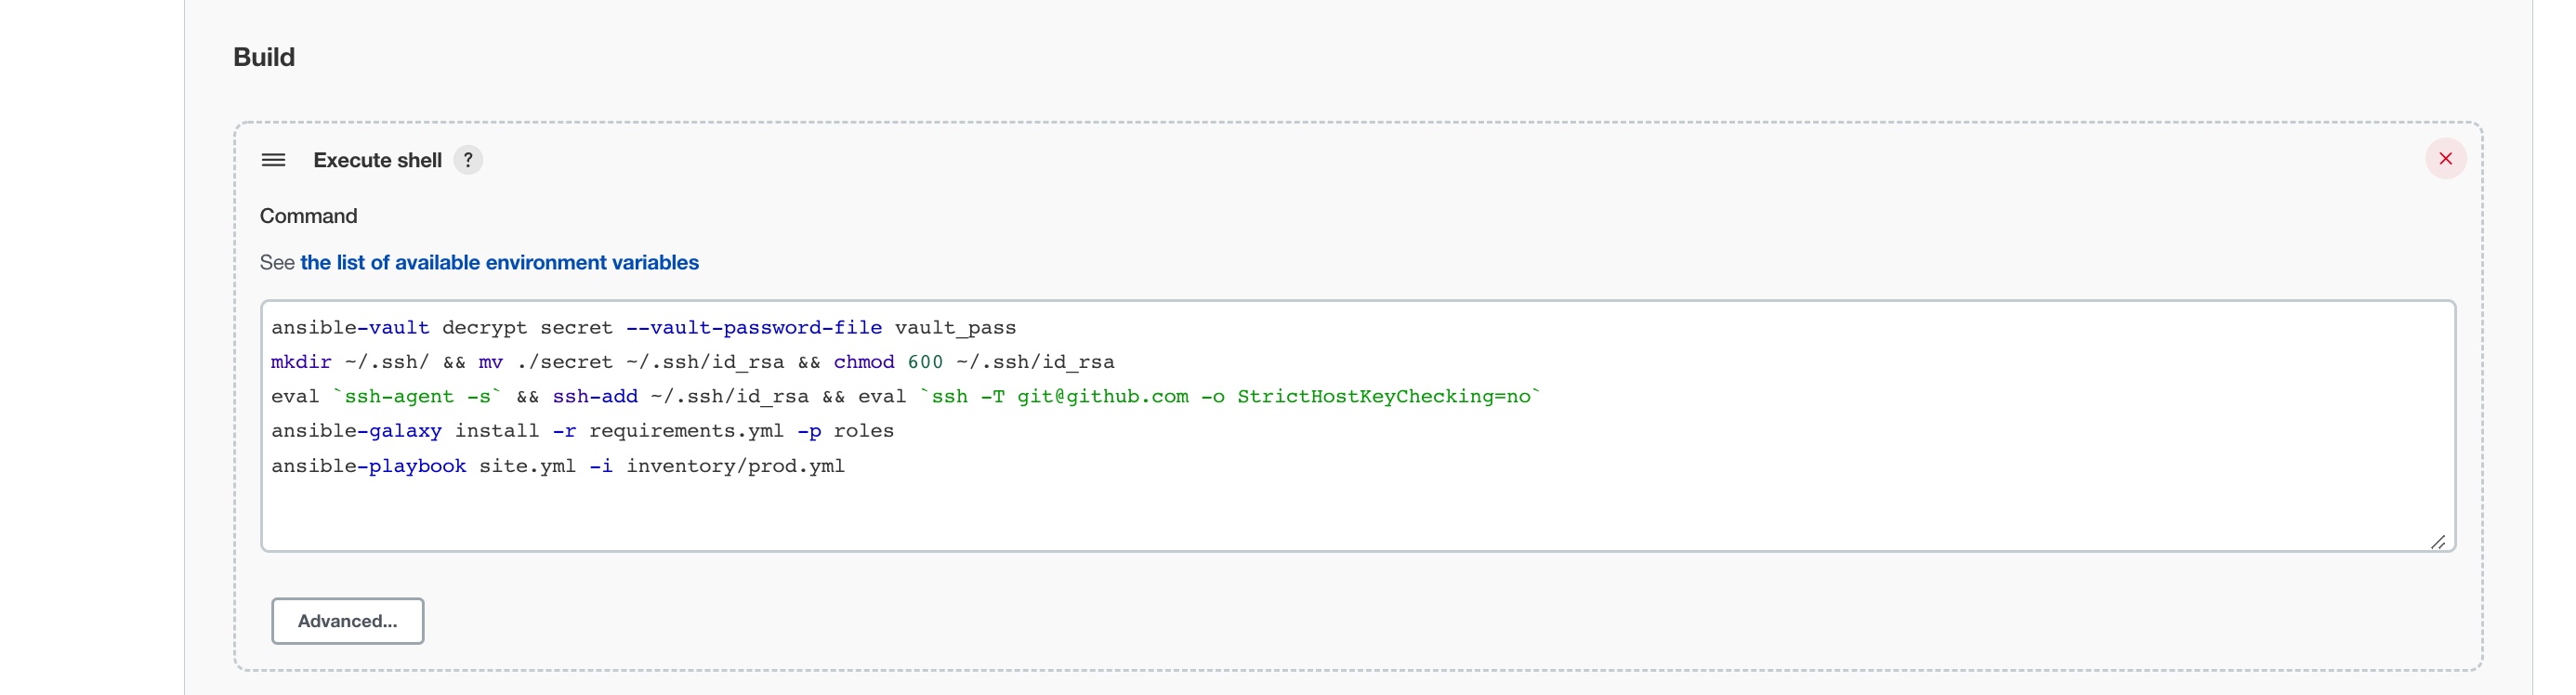 Build
Execute shell ?
Command
See the list of available environment variables
ansible-vault decrypt secret --vault-password-file vault_pass
mkdir ~/.ssh/ && mv ./secret ~/.ssh/id_rsa && chmod 600 ~/.ssh/id_rsa
eval `ssh-agent -s` && ssh-add ~/.ssh/id_rsa && eval `ssh -T git@github.com -o StrictHostKeyChecking=no`
ansible-galaxy install -r requirements.yml -p roles
ansible-playbook site.yml -i inventory/prod.yml
Advanced...